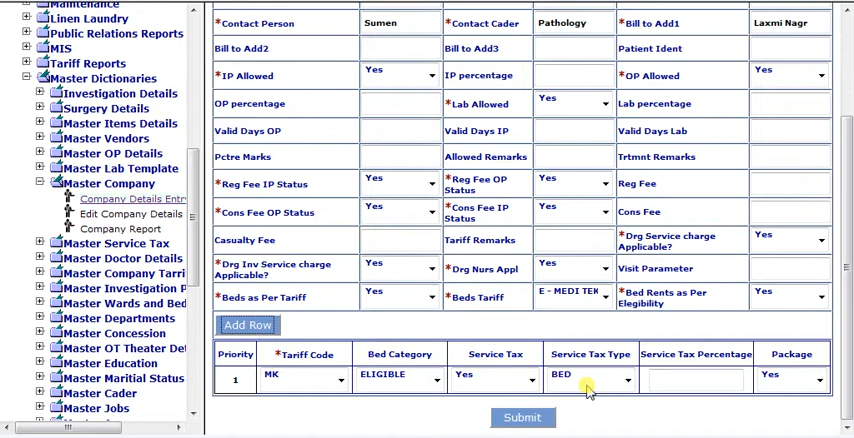 Maintenance
Linen Laundry
Public Relations Reports
MIS
Tariff Reports
Master Dictionaries
Investigation Details
Surgery Details
Master Items Details
Master Vendors
Master OP Details
Master Lab Template
Master Company
Company Details Entr
Edit Company Details
Company Report
Master Service Tax
Master Doctor Details
Master Company Tarri
Master Investigation P
Master Wards and Bed
Master Departments
Master Concession
Master OT Theater De
Master Education
Master Maritial Status
Master Cader
Master Jobs
*Contact Person Sumen *Contact Cader Pathology *Bill to Add1 Laxmi Nagr
Bill to Add2 Bill to Add3 Patient Ident
*IP Allowed Yes IP percentage *OP Allowed Yes
OP percentage *Lab Allowed Yes Lab percentage
Valid Days OP Valid Days IP Valid Days Lab
Pctre Marks Allowed Remarks Trtmnt Remarks
*Reg Fee IP Status Yes *Reg Fee OP Status Yes Reg Fee
*Cons Fee OP Status Yes *Cons Fee IP Status Yes Cons Fee
Casualty Fee Tariff Remarks *Drg Service charge Applicable? Yes
*Drg Inv Service charge Applicable? Yes *Drg Nurs Appl Yes Visit Parameter
*Beds as Per Tariff Yes *Beds Tariff E - MEDI TEK *Bed Rents as Per Elegibility Yes
Add Row
Priority *Tariff Code Bed Category Service Tax Service Tax Type Service Tax Percentage Package
1 MK ELIGIBLE Yes BED Yes
Submit